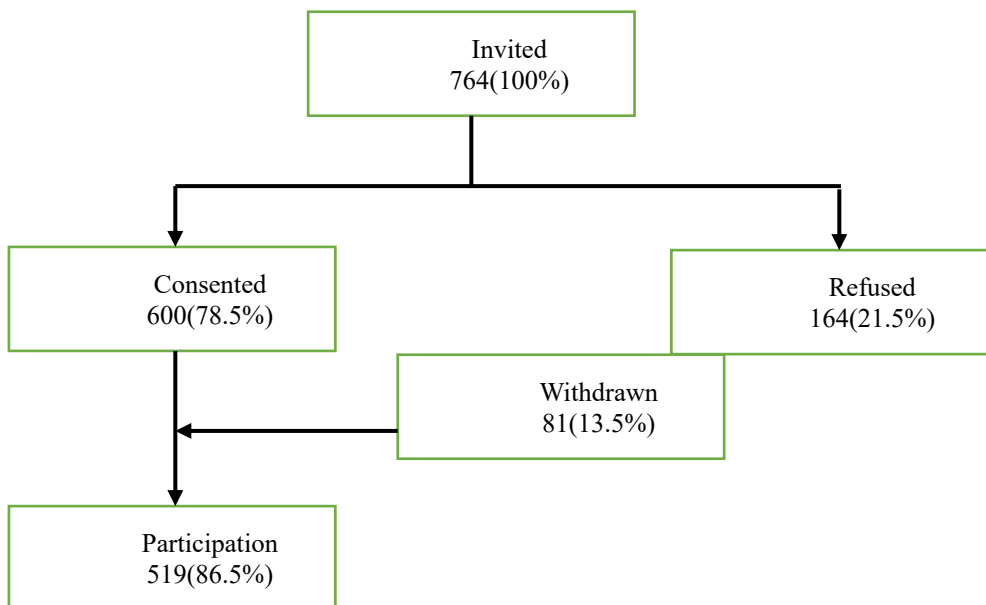 Invited
764(100%)
Consented
600(78.5%)
Refused
164(21.5%)
Withdrawn
81(13.5%)
Participation
519(86.5%)